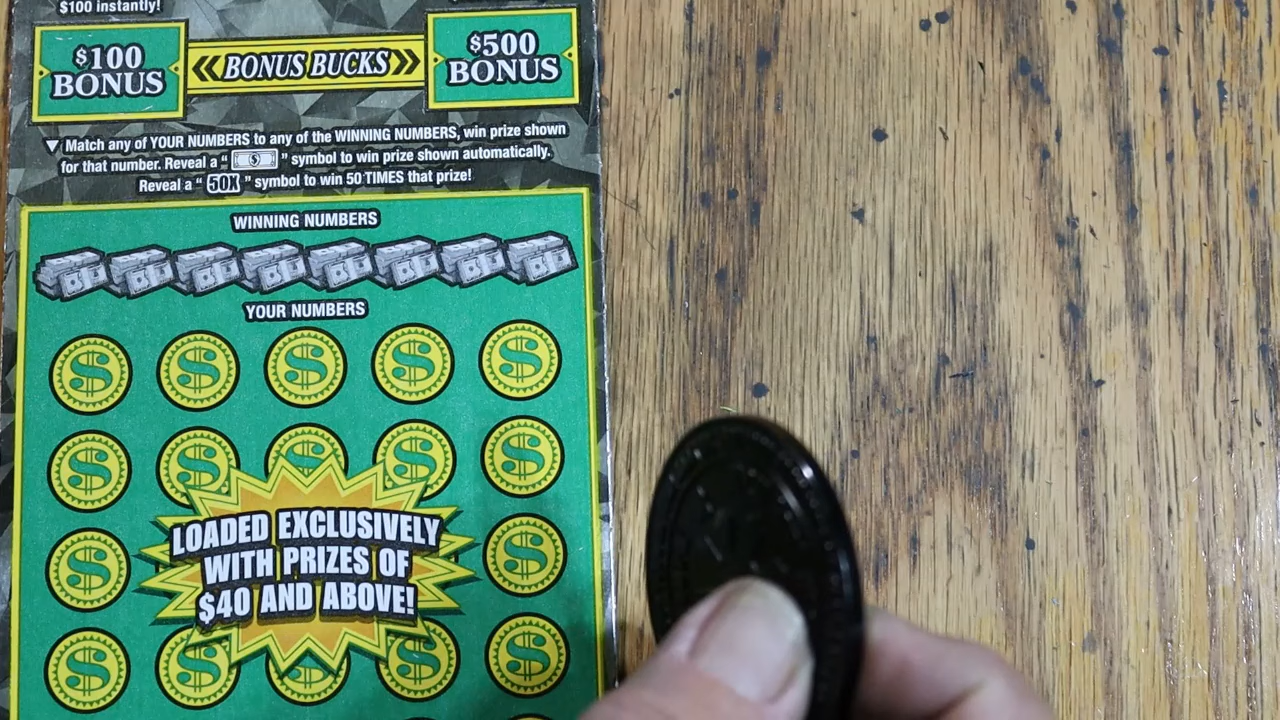 $100 instantly!
$100
BONUS
BONUS BUCKS
$500
BONUS
Match any of YOUR NUMBERS to any of the WINNING NUMBERS, win prize shown
for that number. Reveal a " " symbol to win prize shown automatically.
Reveal a " 50X " symbol to win 50 TIMES that prize!
WINNING NUMBERS
YOUR NUMBERS
LOADED EXCLUSIVELY
WITH PRIZES OF
$40 AND ABOVE!